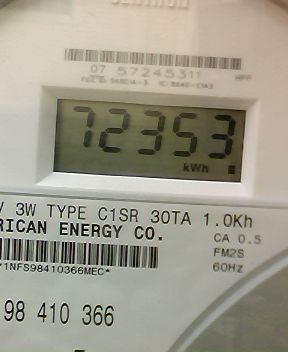 07 57245311
72353
kWh
V 3W TYPE C1SR 30TA 1.0Kh
RICAN ENERGY CO.
CA 0.5
FM2S
60Hz
*1NFS98410366MEC*
98 410 366